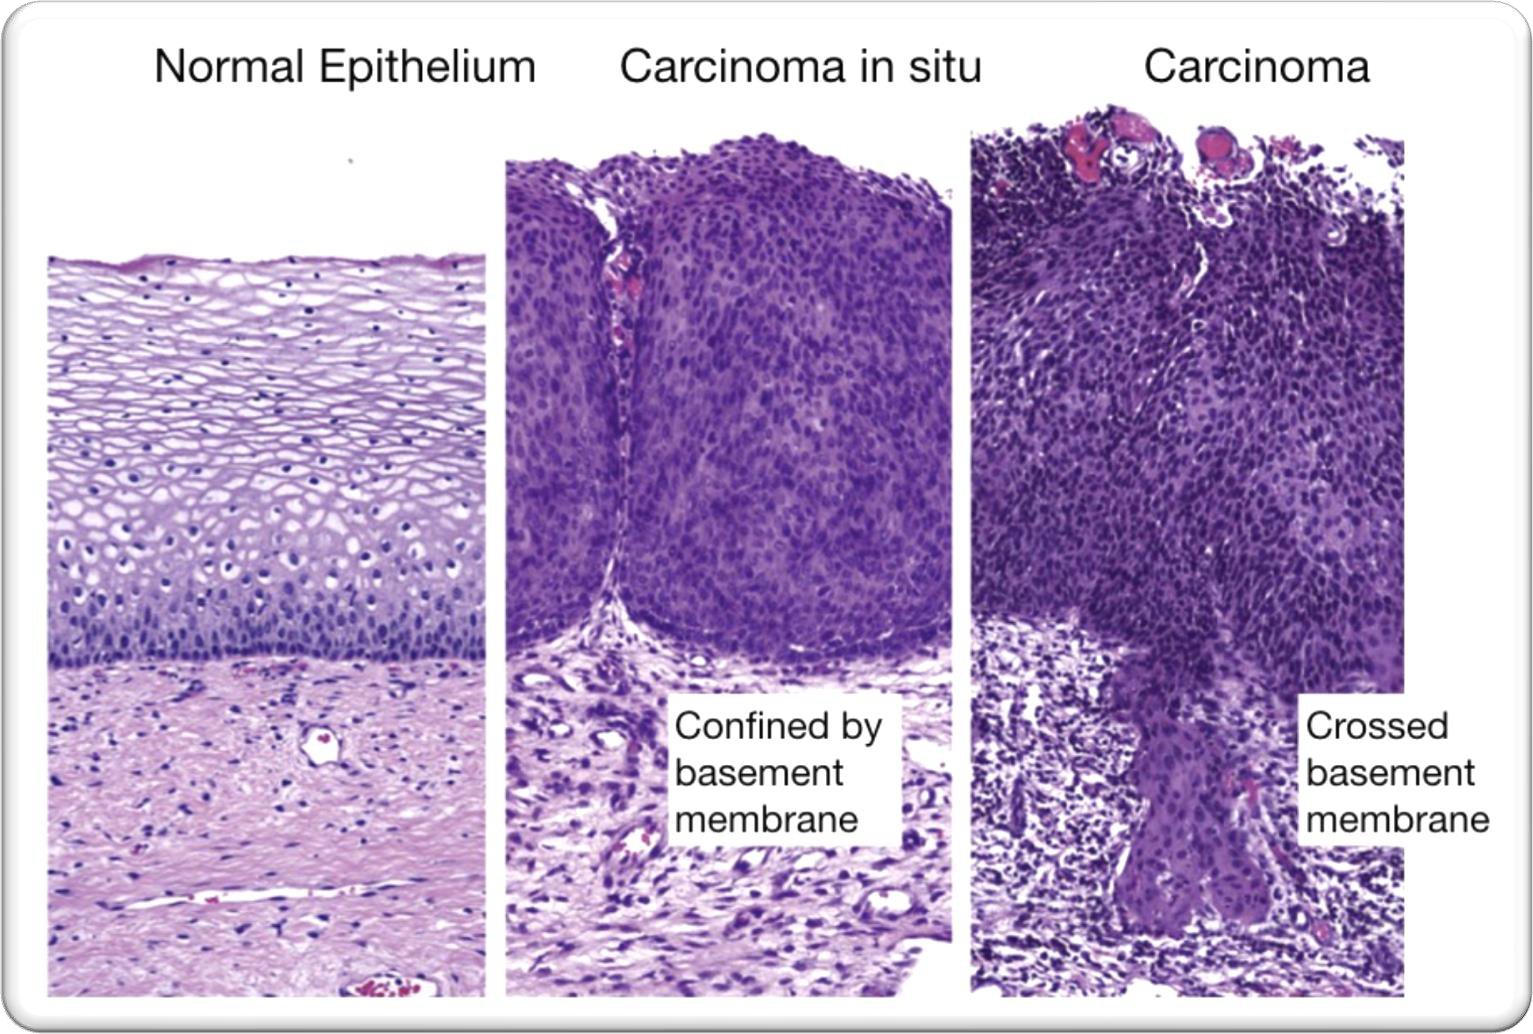 Normal Epithelium
Carcinoma in situ
Carcinoma
Confined by
basement
membrane
Crossed
basement
membrane